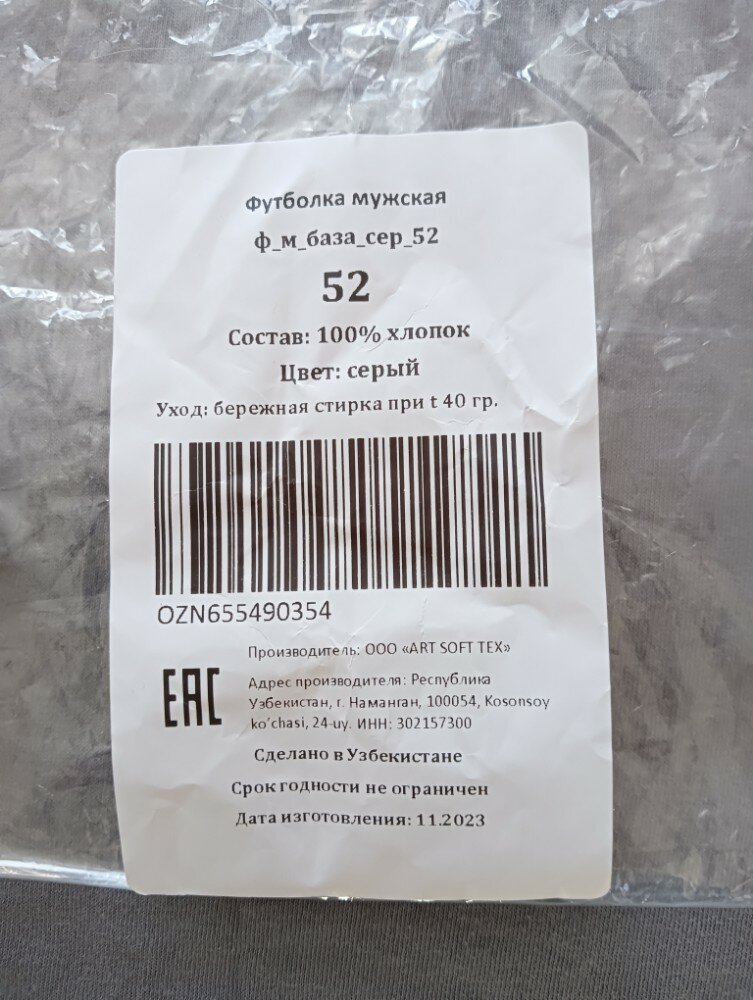 Футболка мужская
ф_м_база_сер_52
52
Состав: 100% хлопок
Цвет: серый
Уход: бережная стирка при t 40 гр.
OZN655490354
Производитель: ООО «ART SOFT TEX»
EAC
Адрес производителя: Республика
Узбекистан, г. Наманган, 100054, Kosonsoy
ko'chasi, 24-uy. ИНН: 302157300
Сделано в Узбекистане
Срок годности не ограничен
Дата изготовления: 11.2023